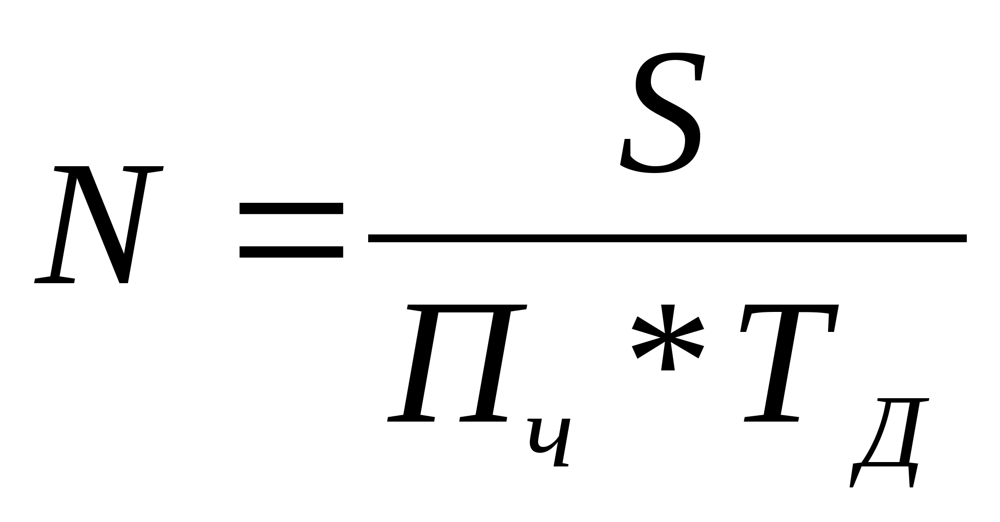 N = S / (Пч * ТД)